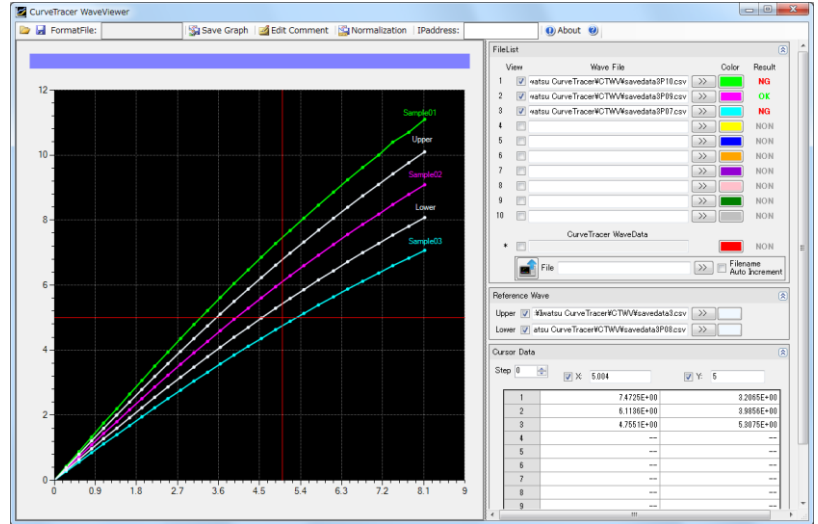 CurveTracer WaveViewer
FormatFile: Save Graph Edit Comment Normalization IPaddress: About
12
10
8
6
4
2
0
Sample01
Upper
Sample02
Lower
Sample03
0 0.9 1.8 2.7 3.6 4.5 5.4 6.3 7.2 8.1 9
FileList
View Wave File Color Result
1 watsu CurveTracer¥CTWV¥savedata3P10.csv >> NG
2 watsu CurveTracer¥CTWV¥savedata3P09.csv >> OK
3 watsu CurveTracer¥CTWV¥savedata3P07.csv >> NG
4 >> NON
5 >> NON
6 >> NON
7 >> NON
8 >> NON
9 >> NON
10 >> NON
CurveTracer WaveData
* NON
File >> Filename
Auto Increment
Reference Wave
Upper ¥Iwatsu CurveTracer¥CTWV¥savedata3.csv >>
Lower atsu CurveTracer¥CTWV¥savedata3P08.csv >>
Cursor Data
Step 0 X: 5.004 Y: 5
1 7.4725E+00 3.2065E+00
2 6.1136E+00 3.9856E+00
3 4.7551E+00 5.3075E+00
4 --- ---
5 --- ---
6 --- ---
7 --- ---
8 --- ---
9 --- ---